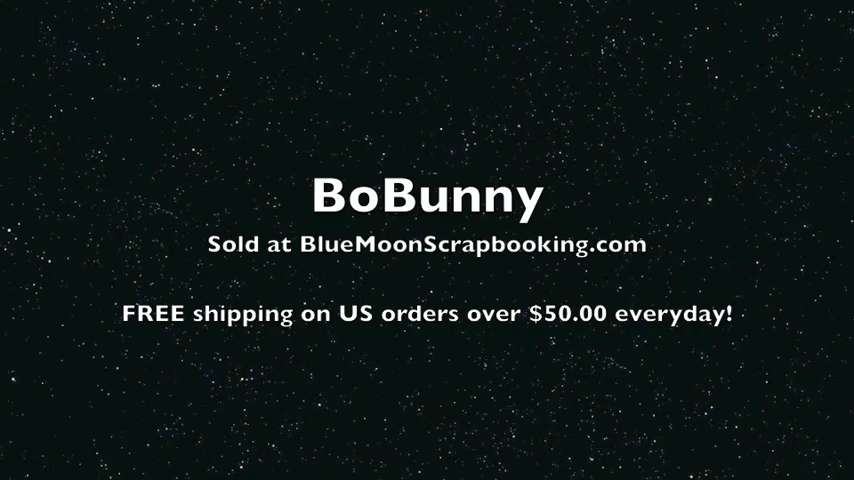 BoBunny
Sold at BlueMoonScrapbooking.com
FREE shipping on US orders over $50.00 everyday!